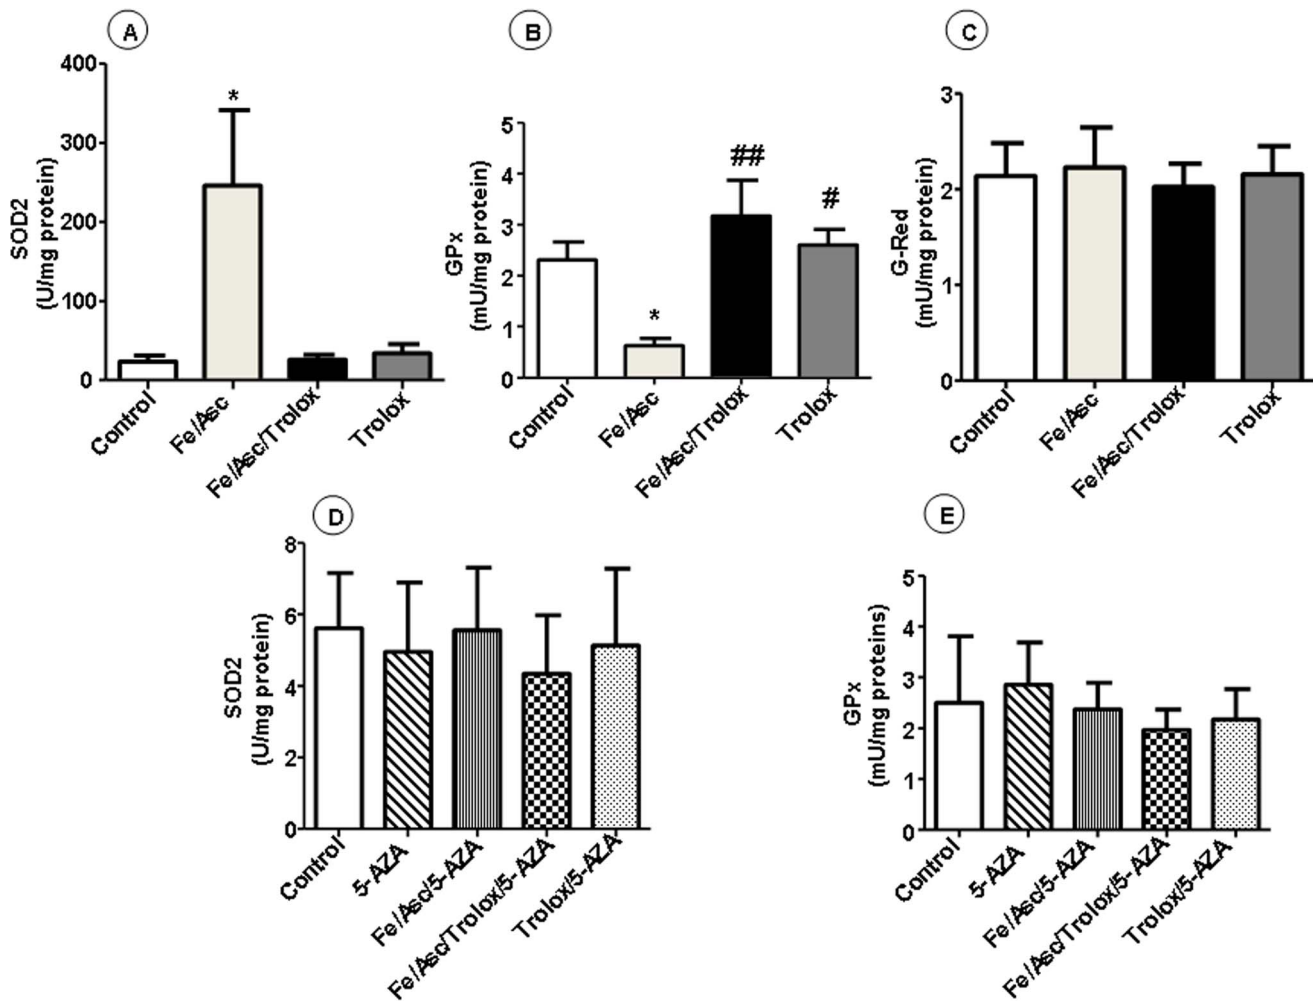 A
SOD2
(U/mg protein)
400
300
200
100
0
*
Control
Fe/Asc
Fe/Asc/Trolox
Trolox
B
GPx
(mU/mg protein)
5
4
3
2
1
0
*
##
#
Control
Fe/Asc
Fe/Asc/Trolox
Trolox
C
G-Red
(mU/mg protein)
3
2
1
0
Control
Fe/Asc
Fe/Asc/Trolox
Trolox
D
SOD2
(U/mg protein)
8
6
4
2
0
Control
5-AZA
Fe/Asc/5-AZA
Fe/Asc/Trolox/5-AZA
Trolox/5-AZA
E
GPx
(mU/mg proteins)
5
4
3
2
1
0
Control
5-AZA
Fe/Asc/5-AZA
Fe/Asc/Trolox/5-AZA
Trolox/5-AZA